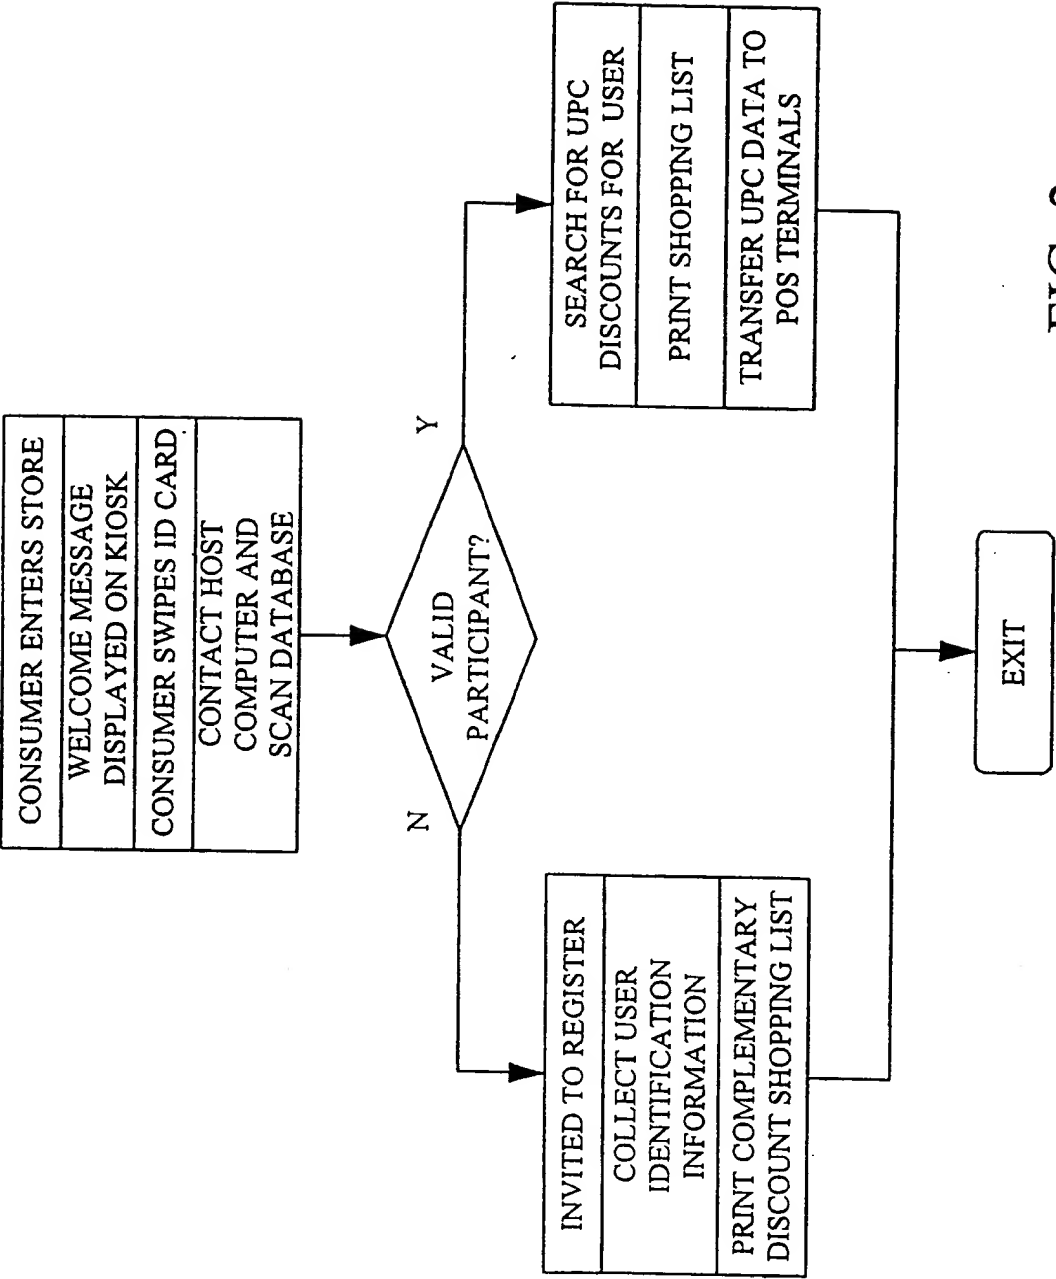 CONSUMER ENTERS STORE
WELCOME MESSAGE
DISPLAYED ON KIOSK
CONSUMER SWIPES ID CARD
CONTACT HOST
COMPUTER AND
SCAN DATABASE
VALID
PARTICIPANT?
N
Y
INVITED TO REGISTER
COLLECT USER
IDENTIFICATION
INFORMATION
PRINT COMPLEMENTARY
DISCOUNT SHOPPING LIST
SEARCH FOR UPC
DISCOUNTS FOR USER
PRINT SHOPPING LIST
TRANSFER UPC DATA TO
POS TERMINALS
EXIT